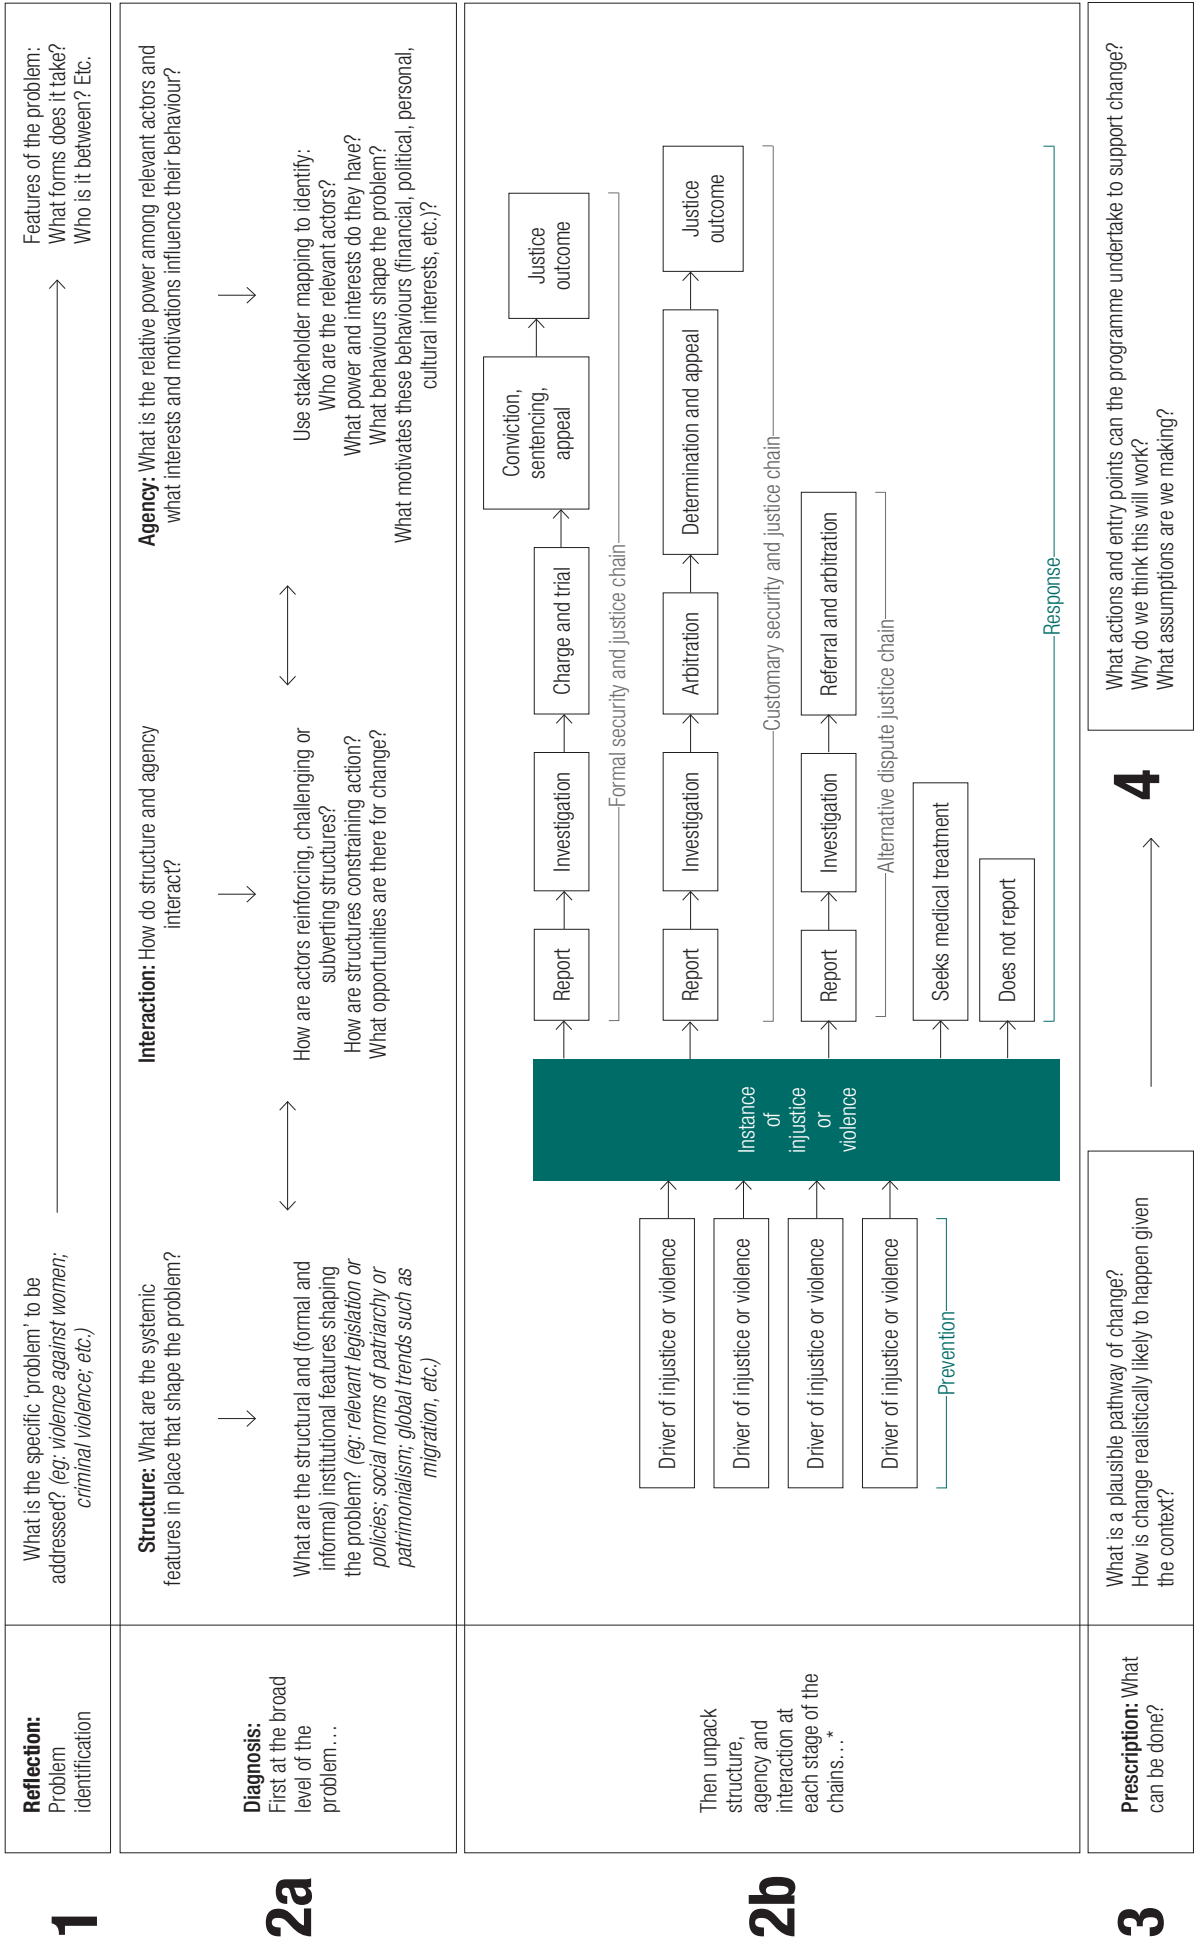 1
Reflection:
Problem
identification
What is the specific ‘problem’ to be
addressed? (eg: violence against women;
criminal violence; etc.)
Features of the problem:
What forms does it take?
Who is it between? Etc.
2a
Diagnosis:
First at the broad
level of the
problem…
Structure: What are the systemic
features in place that shape the problem?
What are the structural and (formal and
informal) institutional features shaping
the problem? (eg: relevant legislation or
policies; social norms of patriarchy or
patrimonialism; global trends such as
migration, etc.)
Interaction: How do structure and agency
interact?
How are actors reinforcing, challenging or
subverting structures?
How are structures constraining action?
What opportunities are there for change?
Agency: What is the relative power among relevant actors and
what interests and motivations influence their behaviour?
Use stakeholder mapping to identify:
Who are the relevant actors?
What power and interests do they have?
What behaviours shape the problem?
What motivates these behaviours (financial, political, personal,
cultural interests, etc.)?
2b
Then unpack
structure,
agency and
interaction at
each stage of the
chains…*
Driver of injustice or violence
Driver of injustice or violence
Driver of injustice or violence
Driver of injustice or violence
Prevention
Instance
of
injustice
or
violence
Report
Investigation
Charge and trial
Conviction,
sentencing,
appeal
Justice
outcome
Formal security and justice chain
Report
Investigation
Arbitration
Determination and appeal
Justice
outcome
Customary security and justice chain
Report
Investigation
Referral and arbitration
Alternative dispute justice chain
Seeks medical treatment
Does not report
Response
3
Prescription: What
can be done?
What is a plausible pathway of change?
How is change realistically likely to happen given
the context?
4
What actions and entry points can the programme undertake to support change?
Why do we think this will work?
What assumptions are we making?